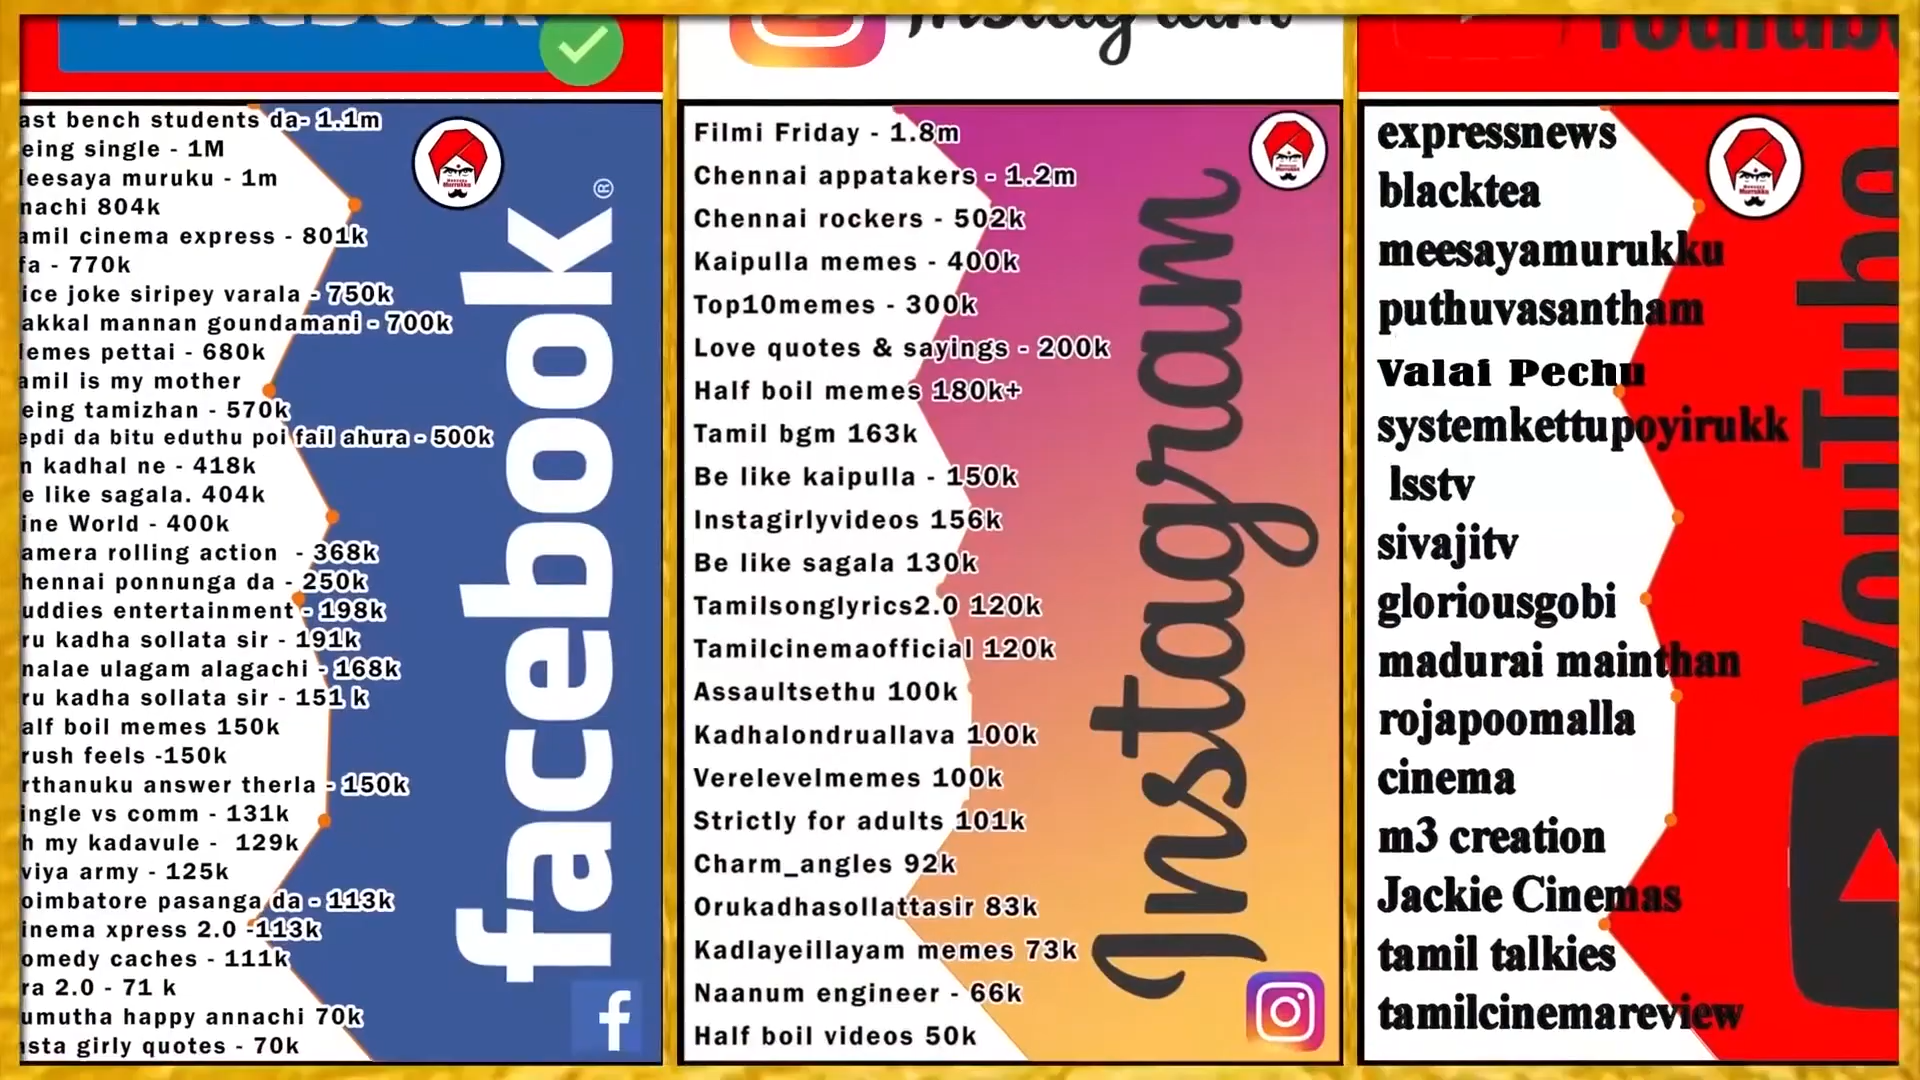 facebook
ast bench students da- 1.1m
eing single - 1M
eesaya muruku - 1m
nachi 804k
amil cinema express - 801k
fa - 770k
ice joke siripey varala - 750k
akkal mannan goundamani - 700k
emes pettai - 680k
amil is my mother
eing tamizhan - 570k
epdi da bitu eduthu poi fail ahura - 500k
n kadhal ne - 418k
e like sagala. 404k
ine World - 400k
amera rolling action - 368k
hennai ponnunga da - 250k
uddies entertainment - 198k
ru kadha sollata sir - 191k
nalae ulagam alagachi - 168k
ru kadha sollata sir - 151 k
alf boil memes 150k
rush feels -150k
rthanuku answer therla - 150k
ingle vs comm - 131k
h my kadavule - 129k
viya army - 125k
oimbatore pasanga da - 113k
inema xpress 2.0 -113k
omedy caches - 111k
ra 2.0 - 71 k
umutha happy annachi 70k
nsta girly quotes - 70k
facebook®
Instagram
Filmi Friday - 1.8m
Chennai appatakers - 1.2m
Chennai rockers - 502k
Kaipulla memes - 400k
Top10memes - 300k
Love quotes & sayings - 200k
Half boil memes 180k+
Tamil bgm 163k
Be like kaipulla - 150k
Instagirlyvideos 156k
Be like sagala 130k
Tamilsonglyrics2.0 120k
Tamilcinemaofficial 120k
Assaultsethu 100k
Kadhalondruallava 100k
Verelevelmemes 100k
Strictly for adults 101k
Charm_angles 92k
Orukadhasollattasir 83k
Kadlayeillayam memes 73k
Naanum engineer - 66k
Half boil videos 50k
Instagram
YouTube
expressnews
blacktea
meesayamurukku
puthuvasantham
Valai Pechu
systemkettupoyirukk
lsstv
sivajitv
gloriousgobi
madurai mainthan
rojapoomalla
cinema
m3 creation
Jackie Cinemas
tamil talkies
tamilcinemareview
YouTube